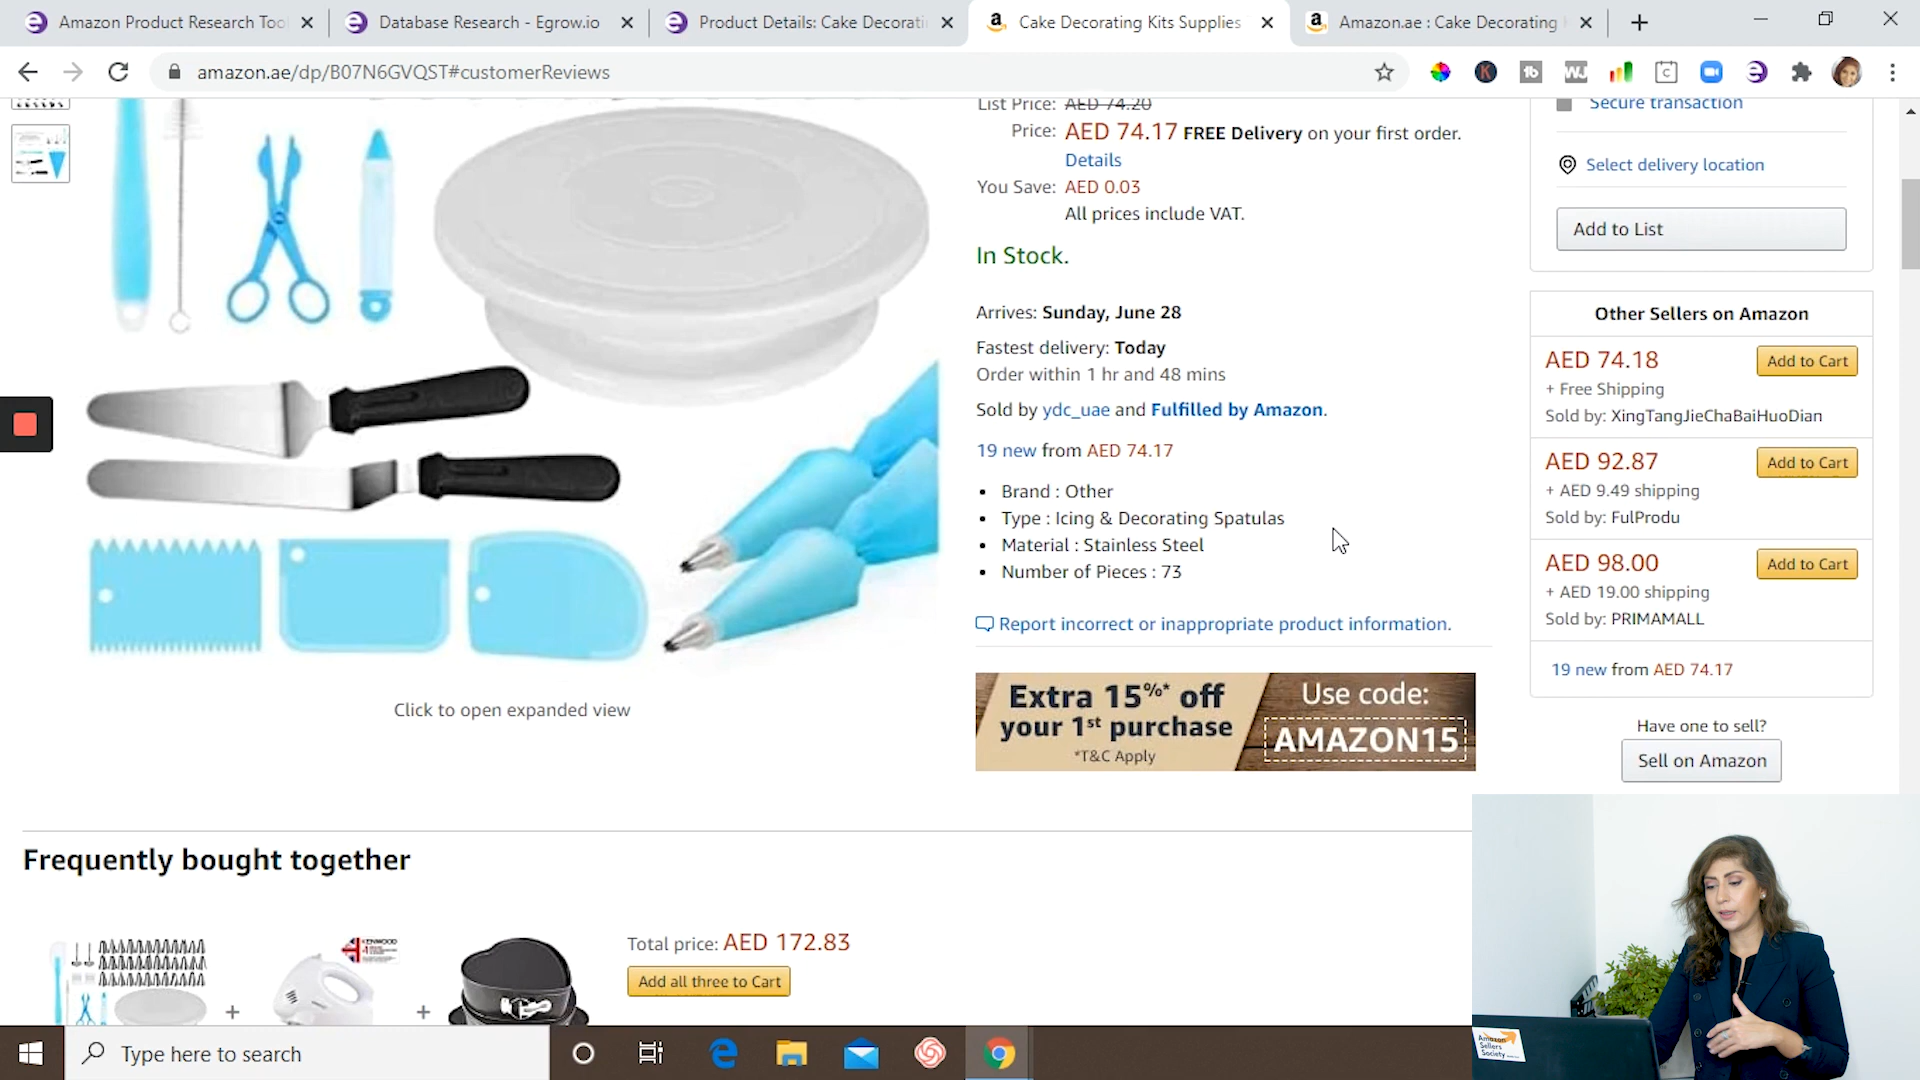 Amazon Product Research Too
Database Research - Egrow.io
Product Details: Cake Decorati
Cake Decorating Kits Supplies
Amazon.ae : Cake Decorating
amazon.ae/dp/B07N6GVQST#customerReviews
List Price: AED 74.20
Price: AED 74.17 FREE Delivery on your first order.
Details
You Save: AED 0.03
All prices include VAT.
In Stock.
Arrives: Sunday, June 28
Fastest delivery: Today
Order within 1 hr and 48 mins
Sold by ydc_uae and Fulfilled by Amazon.
19 new from AED 74.17
Brand : Other
Type : Icing & Decorating Spatulas
Material : Stainless Steel
Number of Pieces : 73
Report incorrect or inappropriate product information.
Extra 15%* off
your 1st purchase
*T&C Apply
Use code:
AMAZON15
Secure transaction
Select delivery location
Add to List
Other Sellers on Amazon
AED 74.18
Add to Cart
+ Free Shipping
Sold by: XingTangJieChaBaiHuoDian
AED 92.87
Add to Cart
+ AED 9.49 shipping
Sold by: FulProdu
AED 98.00
Add to Cart
+ AED 19.00 shipping
Sold by: PRIMAMALL
19 new from AED 74.17
Have one to sell?
Sell on Amazon
Click to open expanded view
Frequently bought together
KENWOOD
+
+
Total price: AED 172.83
Add all three to Cart
Type here to search
Amazon
Sellers
Society